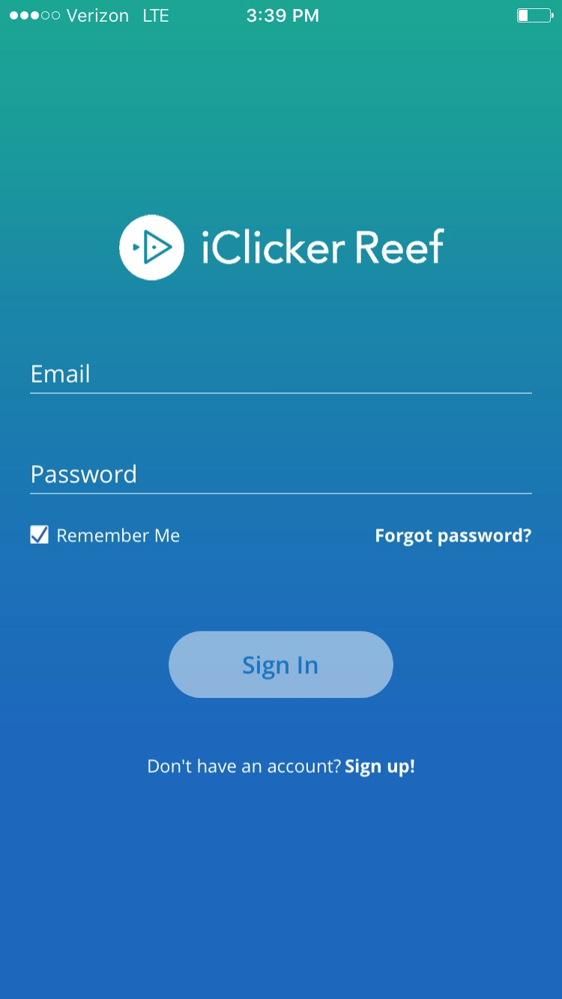 Verizon LTE 3:39 PM
iClicker Reef
Email
Password
Remember Me Forgot password?
Sign In
Don't have an account? Sign up!